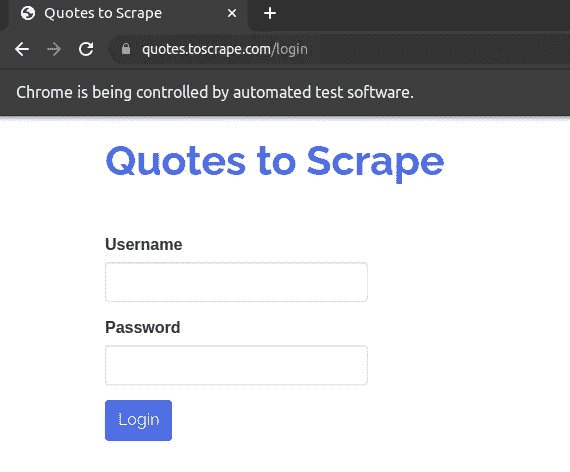 Quotes to Scrape
quotes.toscrape.com/login
Chrome is being controlled by automated test software.
Quotes to Scrape
Username
Password
Login